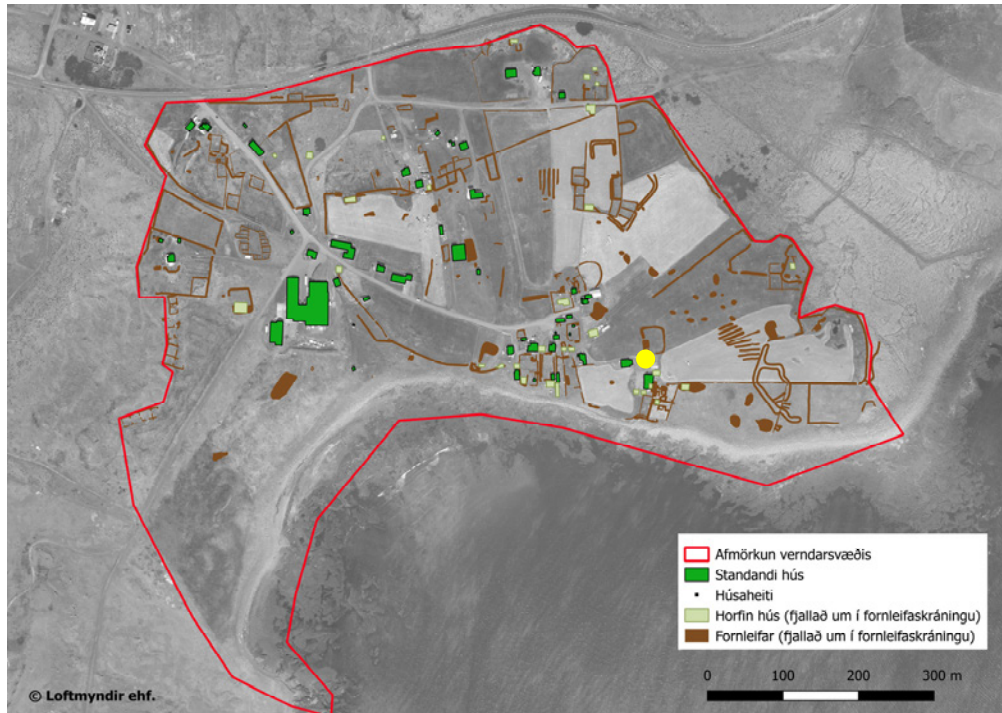 Afmörkun verndarsvæðis
Standandi hús
Húsaheiti
Horfin hús (fjallað um í fornleifaskráningu)
Fornleifar (fjallað um í fornleifaskráningu)
0 100 200 300 m
© Loftmyndir ehf.